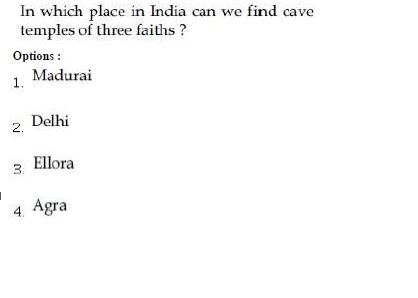 In which place in India can we find cave
temples of three faiths ?
Options :
1. Madurai
2. Delhi
3. Ellora
4. Agra